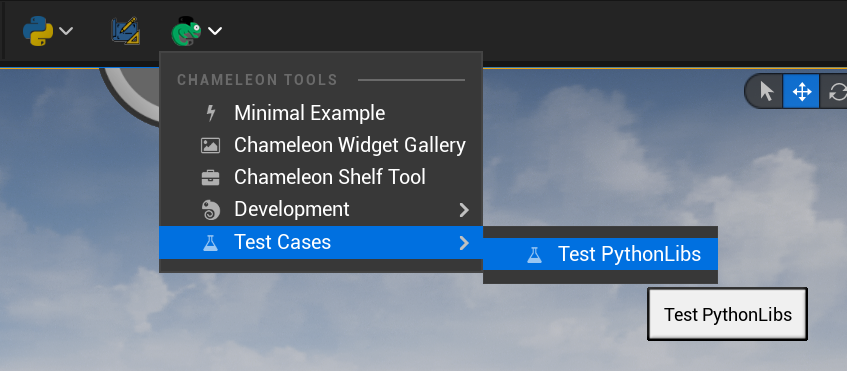 CHAMELEON TOOLS
Minimal Example
Chameleon Widget Gallery
Chameleon Shelf Tool
Development
Test Cases
Test PythonLibs
Test PythonLibs